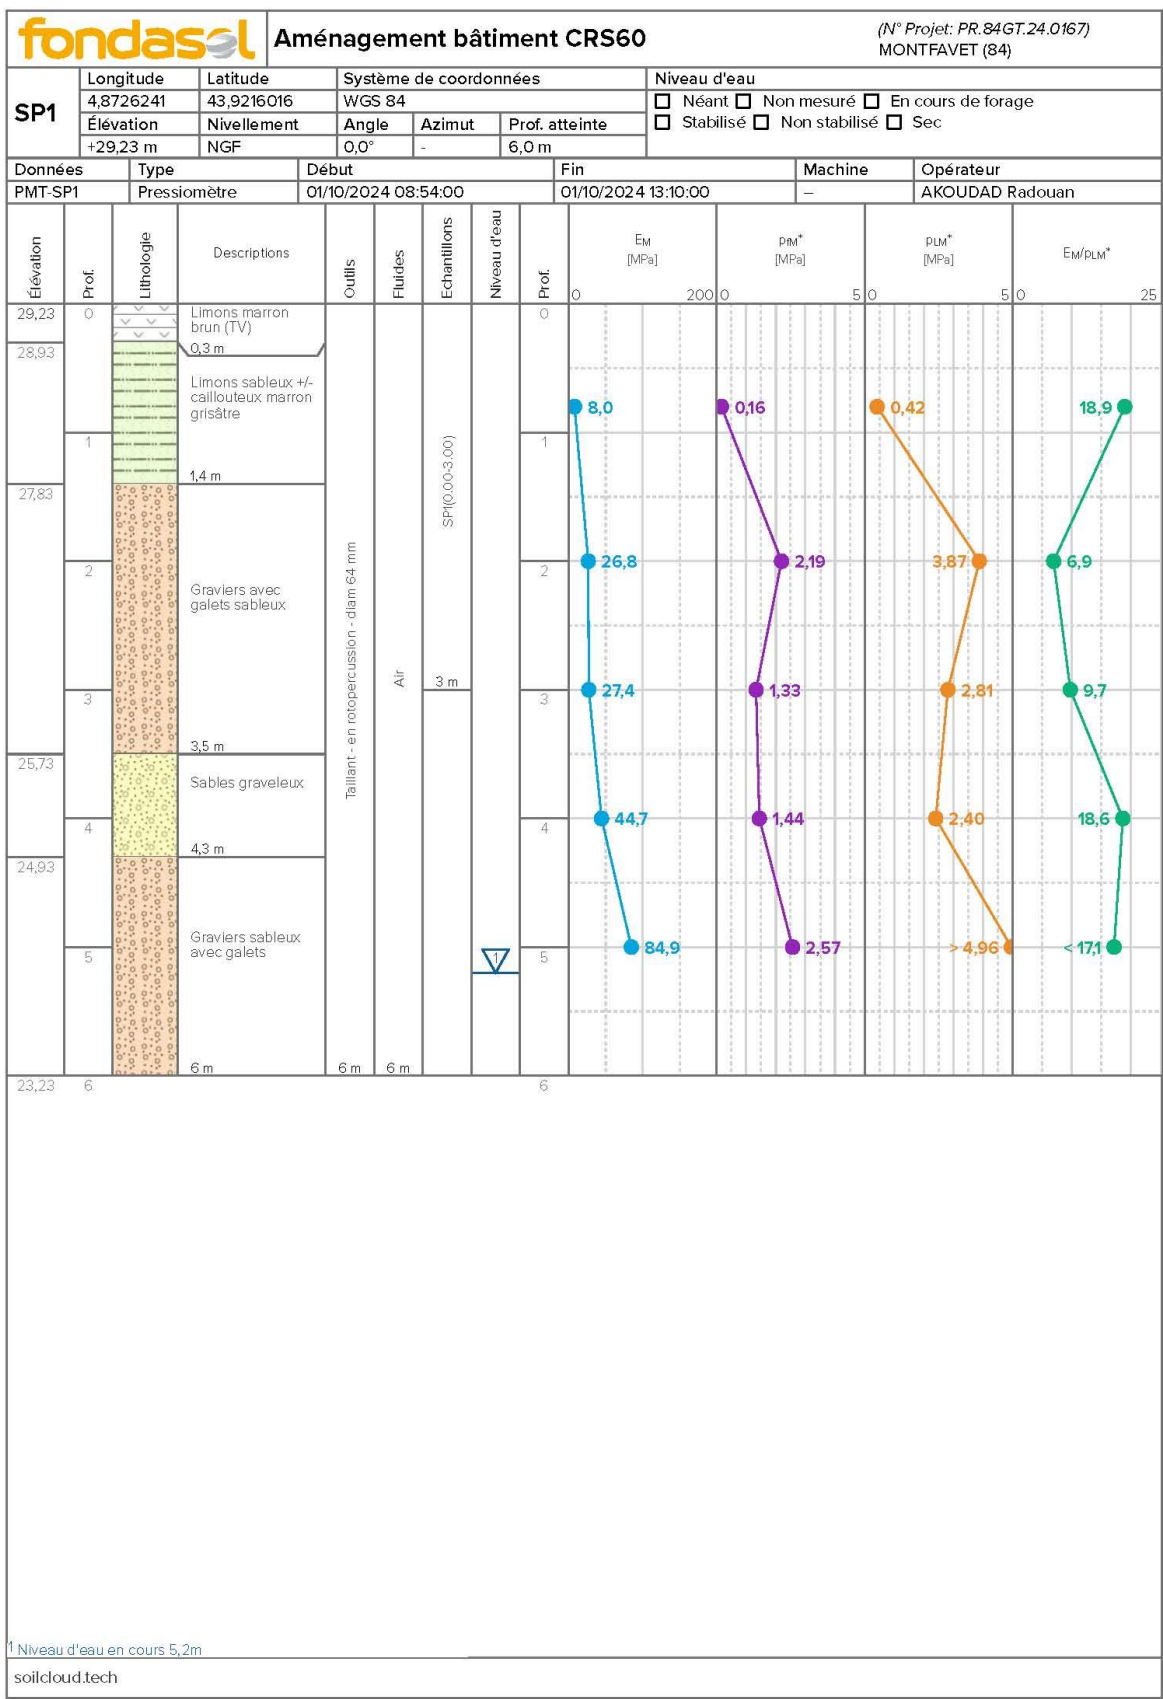 fondasol
Aménagement bâtiment CRS60
(N° Projet: PR.84GT.24.0167)
MONTFAVET (84)
SP1
Longitude Latitude Système de coordonnées Niveau d'eau
4,8726241 43,9216016 WGS 84
Néant Non mesuré En cours de forage
Élévation Nivellement Angle Azimut Prof. atteinte
Stabilisé Non stabilisé Sec
+29,23 m NGF 0,0° - 6,0 m
Données Type Début Fin Machine Opérateur
PMT-SP1 Pressiomètre 01/10/2024 08:54:00 01/10/2024 13:10:00 – AKOUDAD Radouan
Élévation Prof. Lithologie Descriptions Outils Fluides Echantillons Niveau d'eau Prof.
EM pfM* pLM* EM/pLM*
[MPa] [MPa] [MPa]
0 200 0 5 0 5 0 25
29,23 0 Limons marron 0
brun (TV)
28,93 0,3 m
Limons sableux +/-
caillouteux marron
grisâtre
8,0 0,16 0,42 18,9
1 1
1,4 m
27,83
SP1(0.00-3.00)
2 26,8 2,19 3,87 6,9
2
Graviers avec
galets sableux
Taillant - en rotopercussion - diam 64 mm
Air
3 m
3 27,4 1,33 2,81 9,7
3
3,5 m
25,73
Sables graveleux
4 44,7 1,44 2,40 18,6
4
4,3 m
24,93
Graviers sableux
avec galets
5 1 5 84,9 2,57 > 4,96 < 17,1
6 m 6 m 6 m
23,23 6 6
1 Niveau d'eau en cours 5,2m
soilcloud.tech